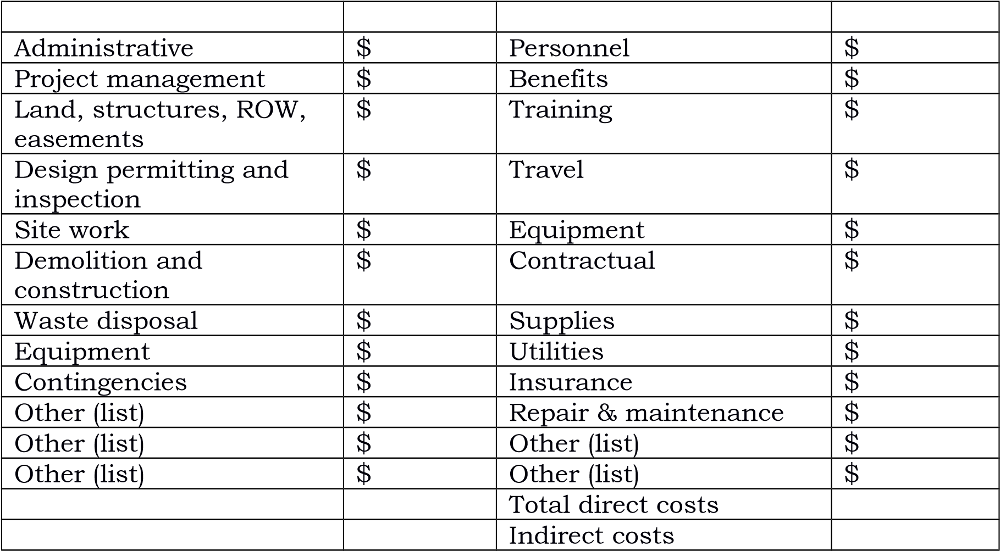 Administrative $ Personnel $
Project management $ Benefits $
Land, structures, ROW, $ Training $
easements
Design permitting and $ Travel $
inspection
Site work $ Equipment $
Demolition and $ Contractual $
construction
Waste disposal $ Supplies $
Equipment $ Utilities $
Contingencies $ Insurance $
Other (list) $ Repair & maintenance $
Other (list) $ Other (list) $
Other (list) $ Other (list) $
Total direct costs
Indirect costs